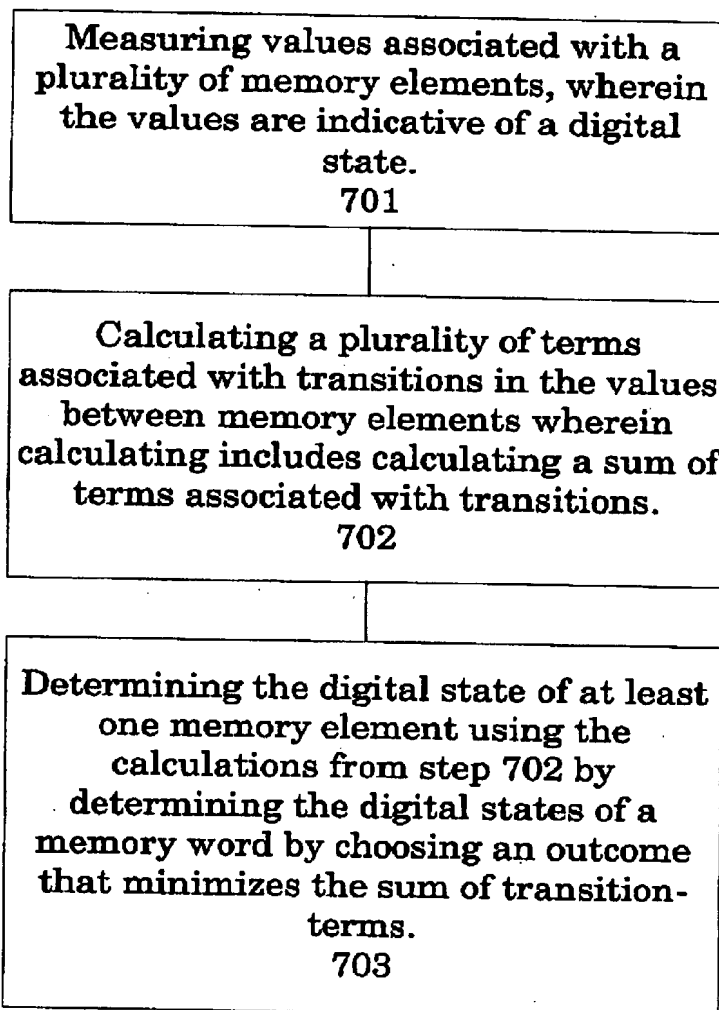 Measuring values associated with a
plurality of memory elements, wherein
the values are indicative of a digital
state.
701
Calculating a plurality of terms
associated with transitions in the values
between memory elements wherein
calculating includes calculating a sum of
terms associated with transitions.
702
Determining the digital state of at least
one memory element using the
calculations from step 702 by
determining the digital states of a
memory word by choosing an outcome
that minimizes the sum of transition-
terms.
703